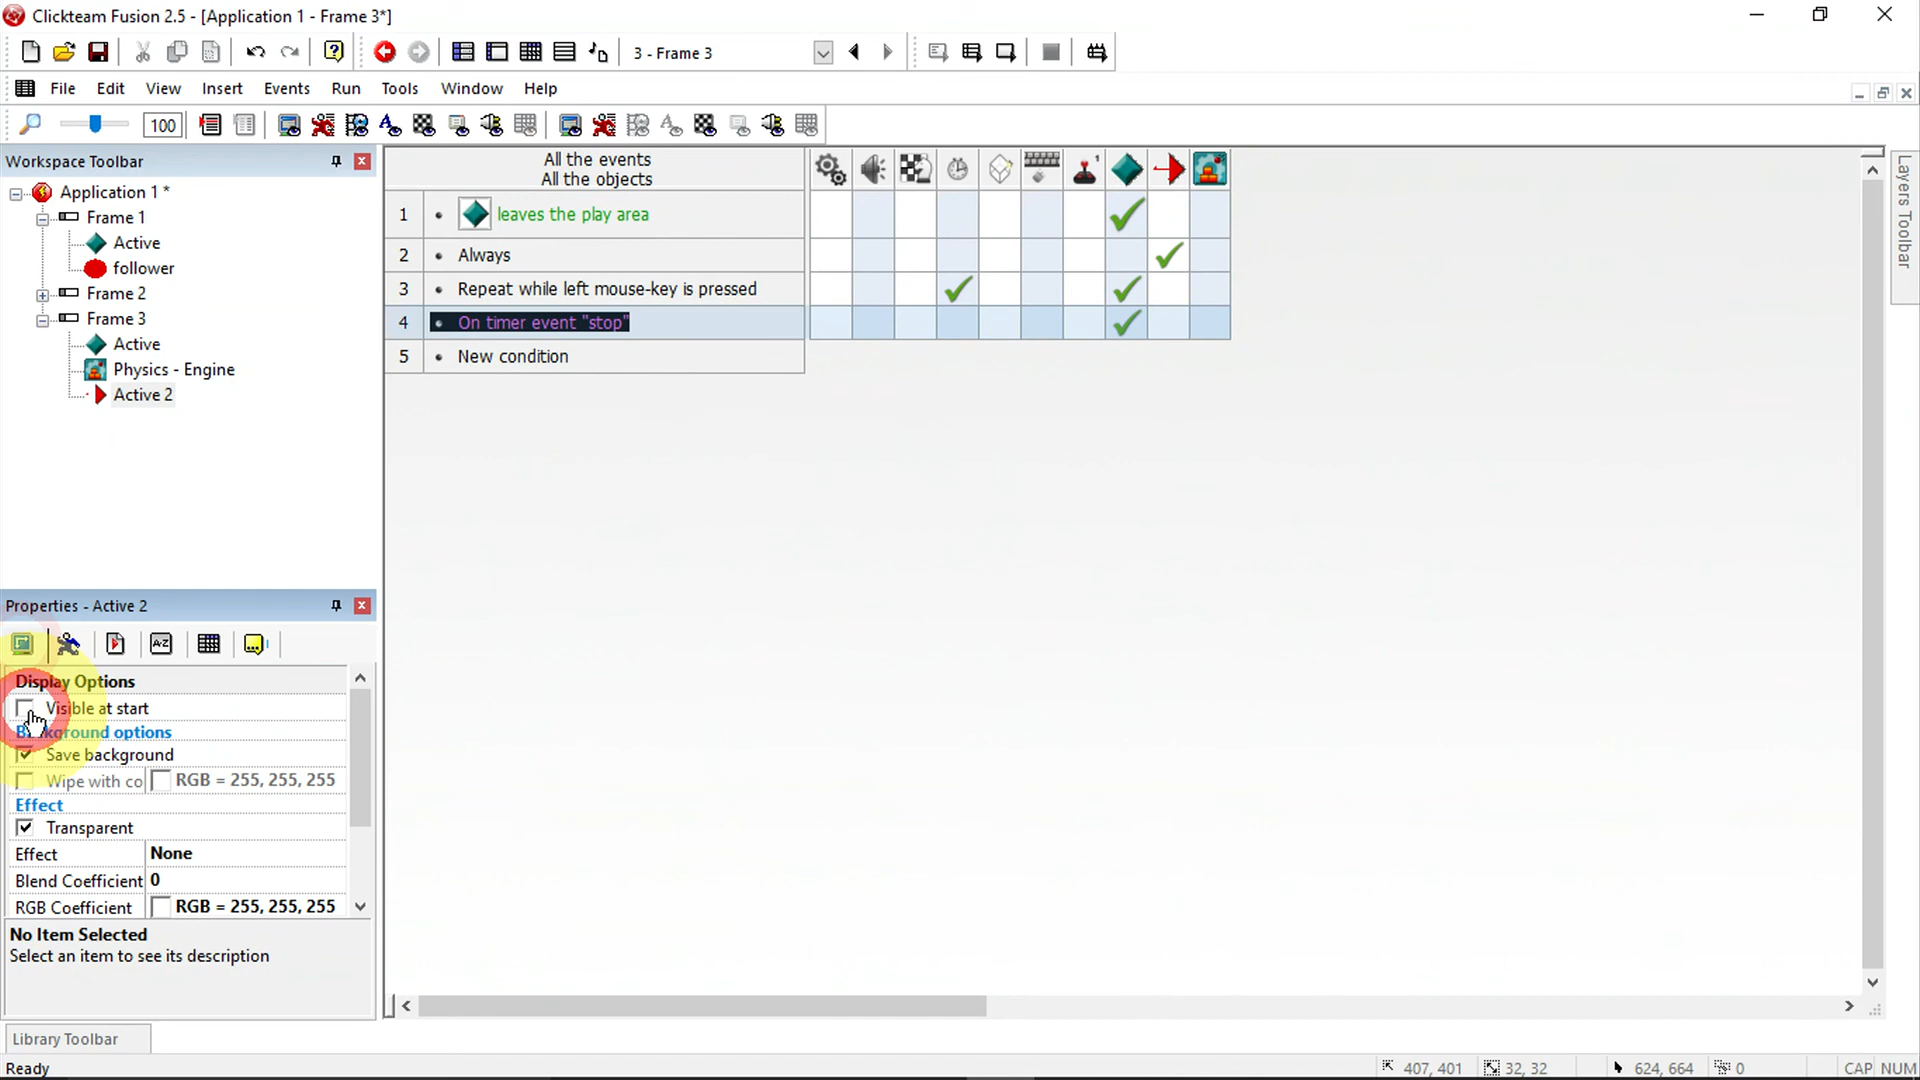 Clickteam Fusion 2.5 - [Application 1 - Frame 3*]
3 - Frame 3
File Edit View Insert Events Run Tools Window Help
100
Workspace Toolbar
Application 1 *
Frame 1
Active
follower
Frame 2
Frame 3
Active
Physics - Engine
Active 2
All the events
All the objects
1 leaves the play area
2 Always
3 Repeat while left mouse-key is pressed
4 On timer event "stop"
5 New condition
Layers Toolbar
Properties - Active 2
Display Options
Visible at start
Background options
Save background
Wipe with co RGB = 255, 255, 255
Effect
Transparent
Effect None
Blend Coefficient 0
RGB Coefficient RGB = 255, 255, 255
No Item Selected
Select an item to see its description
Library Toolbar
Ready 407, 401 32, 32 624, 664 0 CAP NUM